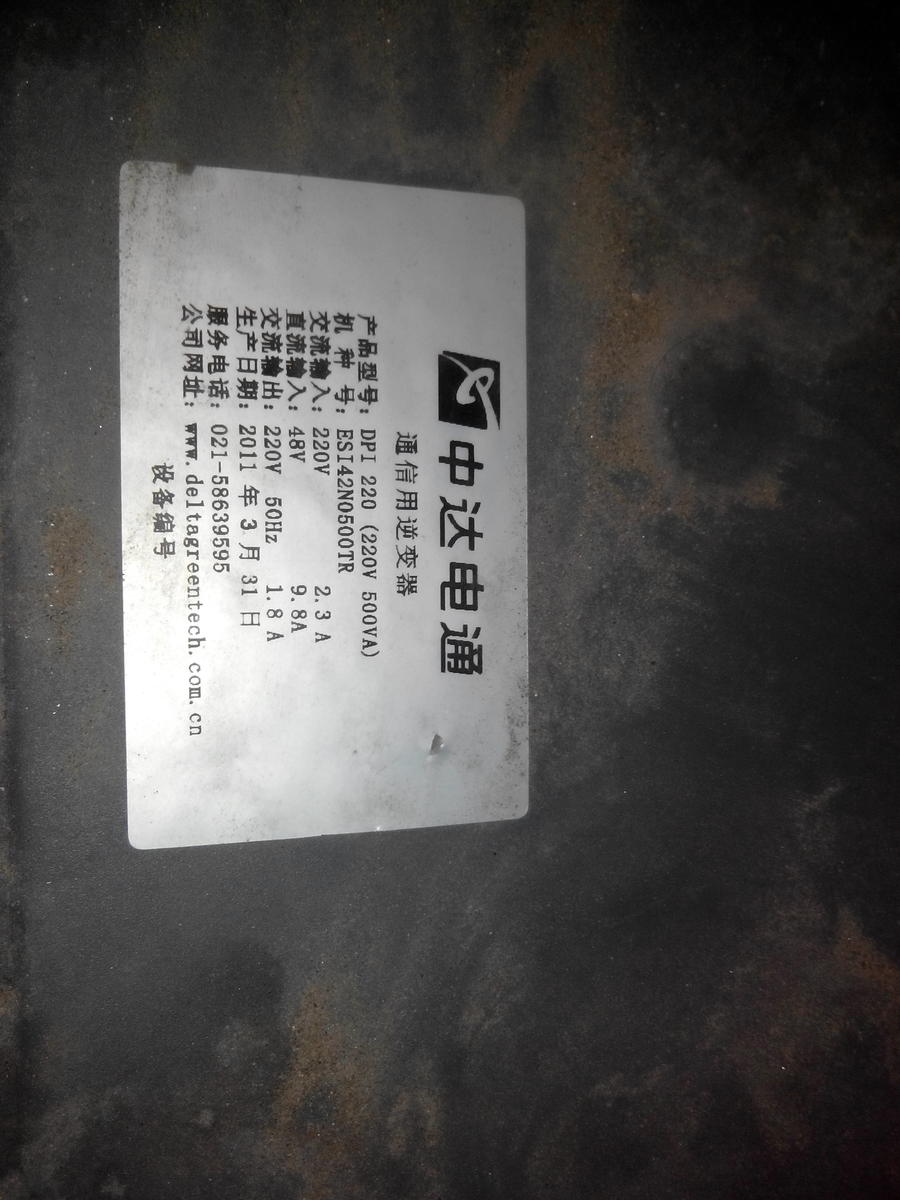 中达电通
通信用逆变器
产品型号: DPI 220 (220V 500VA)
机 种 号: ESI42N0500TR
交流输入: 220V 2.3 A
直流输入: 48V 9.8A
交流输出: 220V 50Hz 1.8 A
生产日期: 2011 年 3 月 31 日
服务电话: 021-58639595
公司网址: www.deltagreentech.com.cn
设备编号